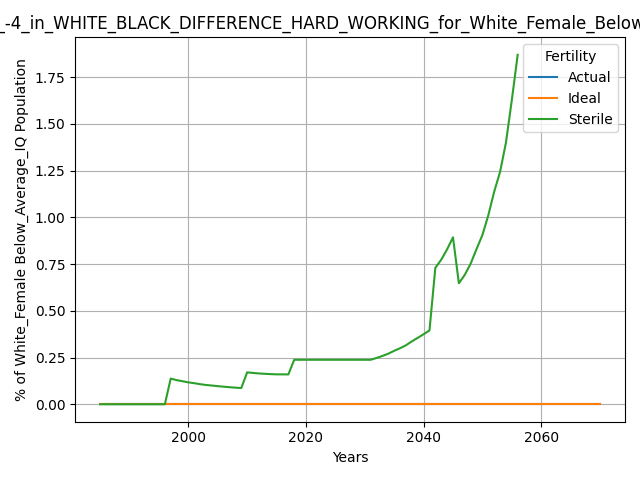 _-4_in_WHITE_BLACK_DIFFERENCE_HARD_WORKING_for_White_Female_Below
% of White_Female Below_Average_IQ Population
1.75
1.50
1.25
1.00
0.75
0.50
0.25
0.00
Fertility
Actual
Ideal
Sterile
2000 2020 2040 2060
Years